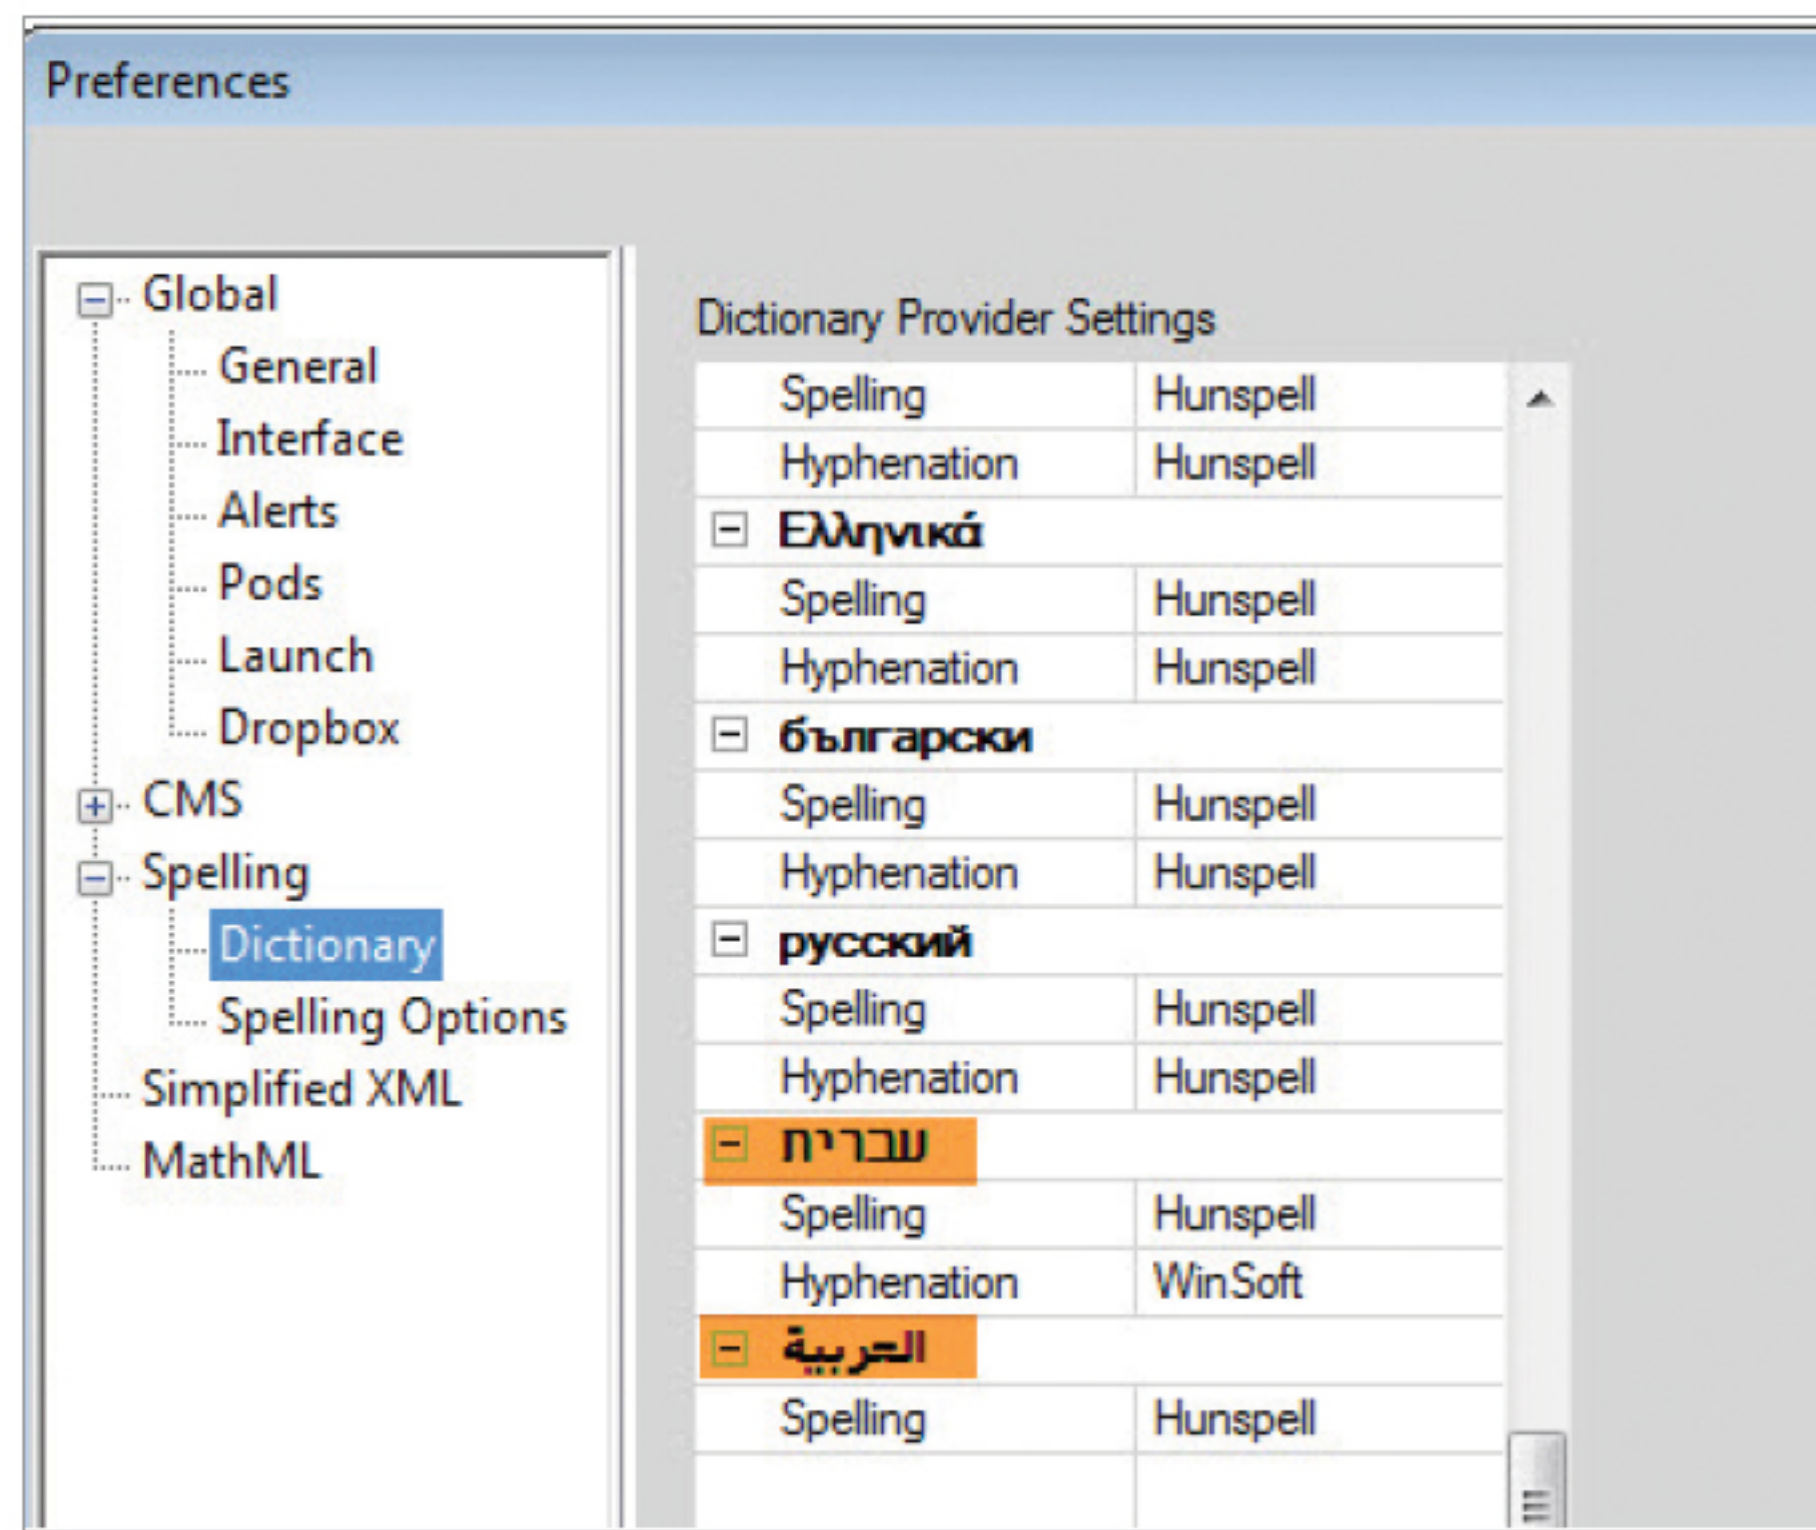 Preferences
Global
General
Interface
Alerts
Pods
Launch
Dropbox
CMS
Spelling
Dictionary
Spelling Options
Simplified XML
MathML
Dictionary Provider Settings
Spelling Hunspell
Hyphenation Hunspell
Ελληνικά
Spelling Hunspell
Hyphenation Hunspell
български
Spelling Hunspell
Hyphenation Hunspell
русский
Spelling Hunspell
Hyphenation Hunspell
עברית
Spelling Hunspell
Hyphenation WinSoft
العربية
Spelling Hunspell